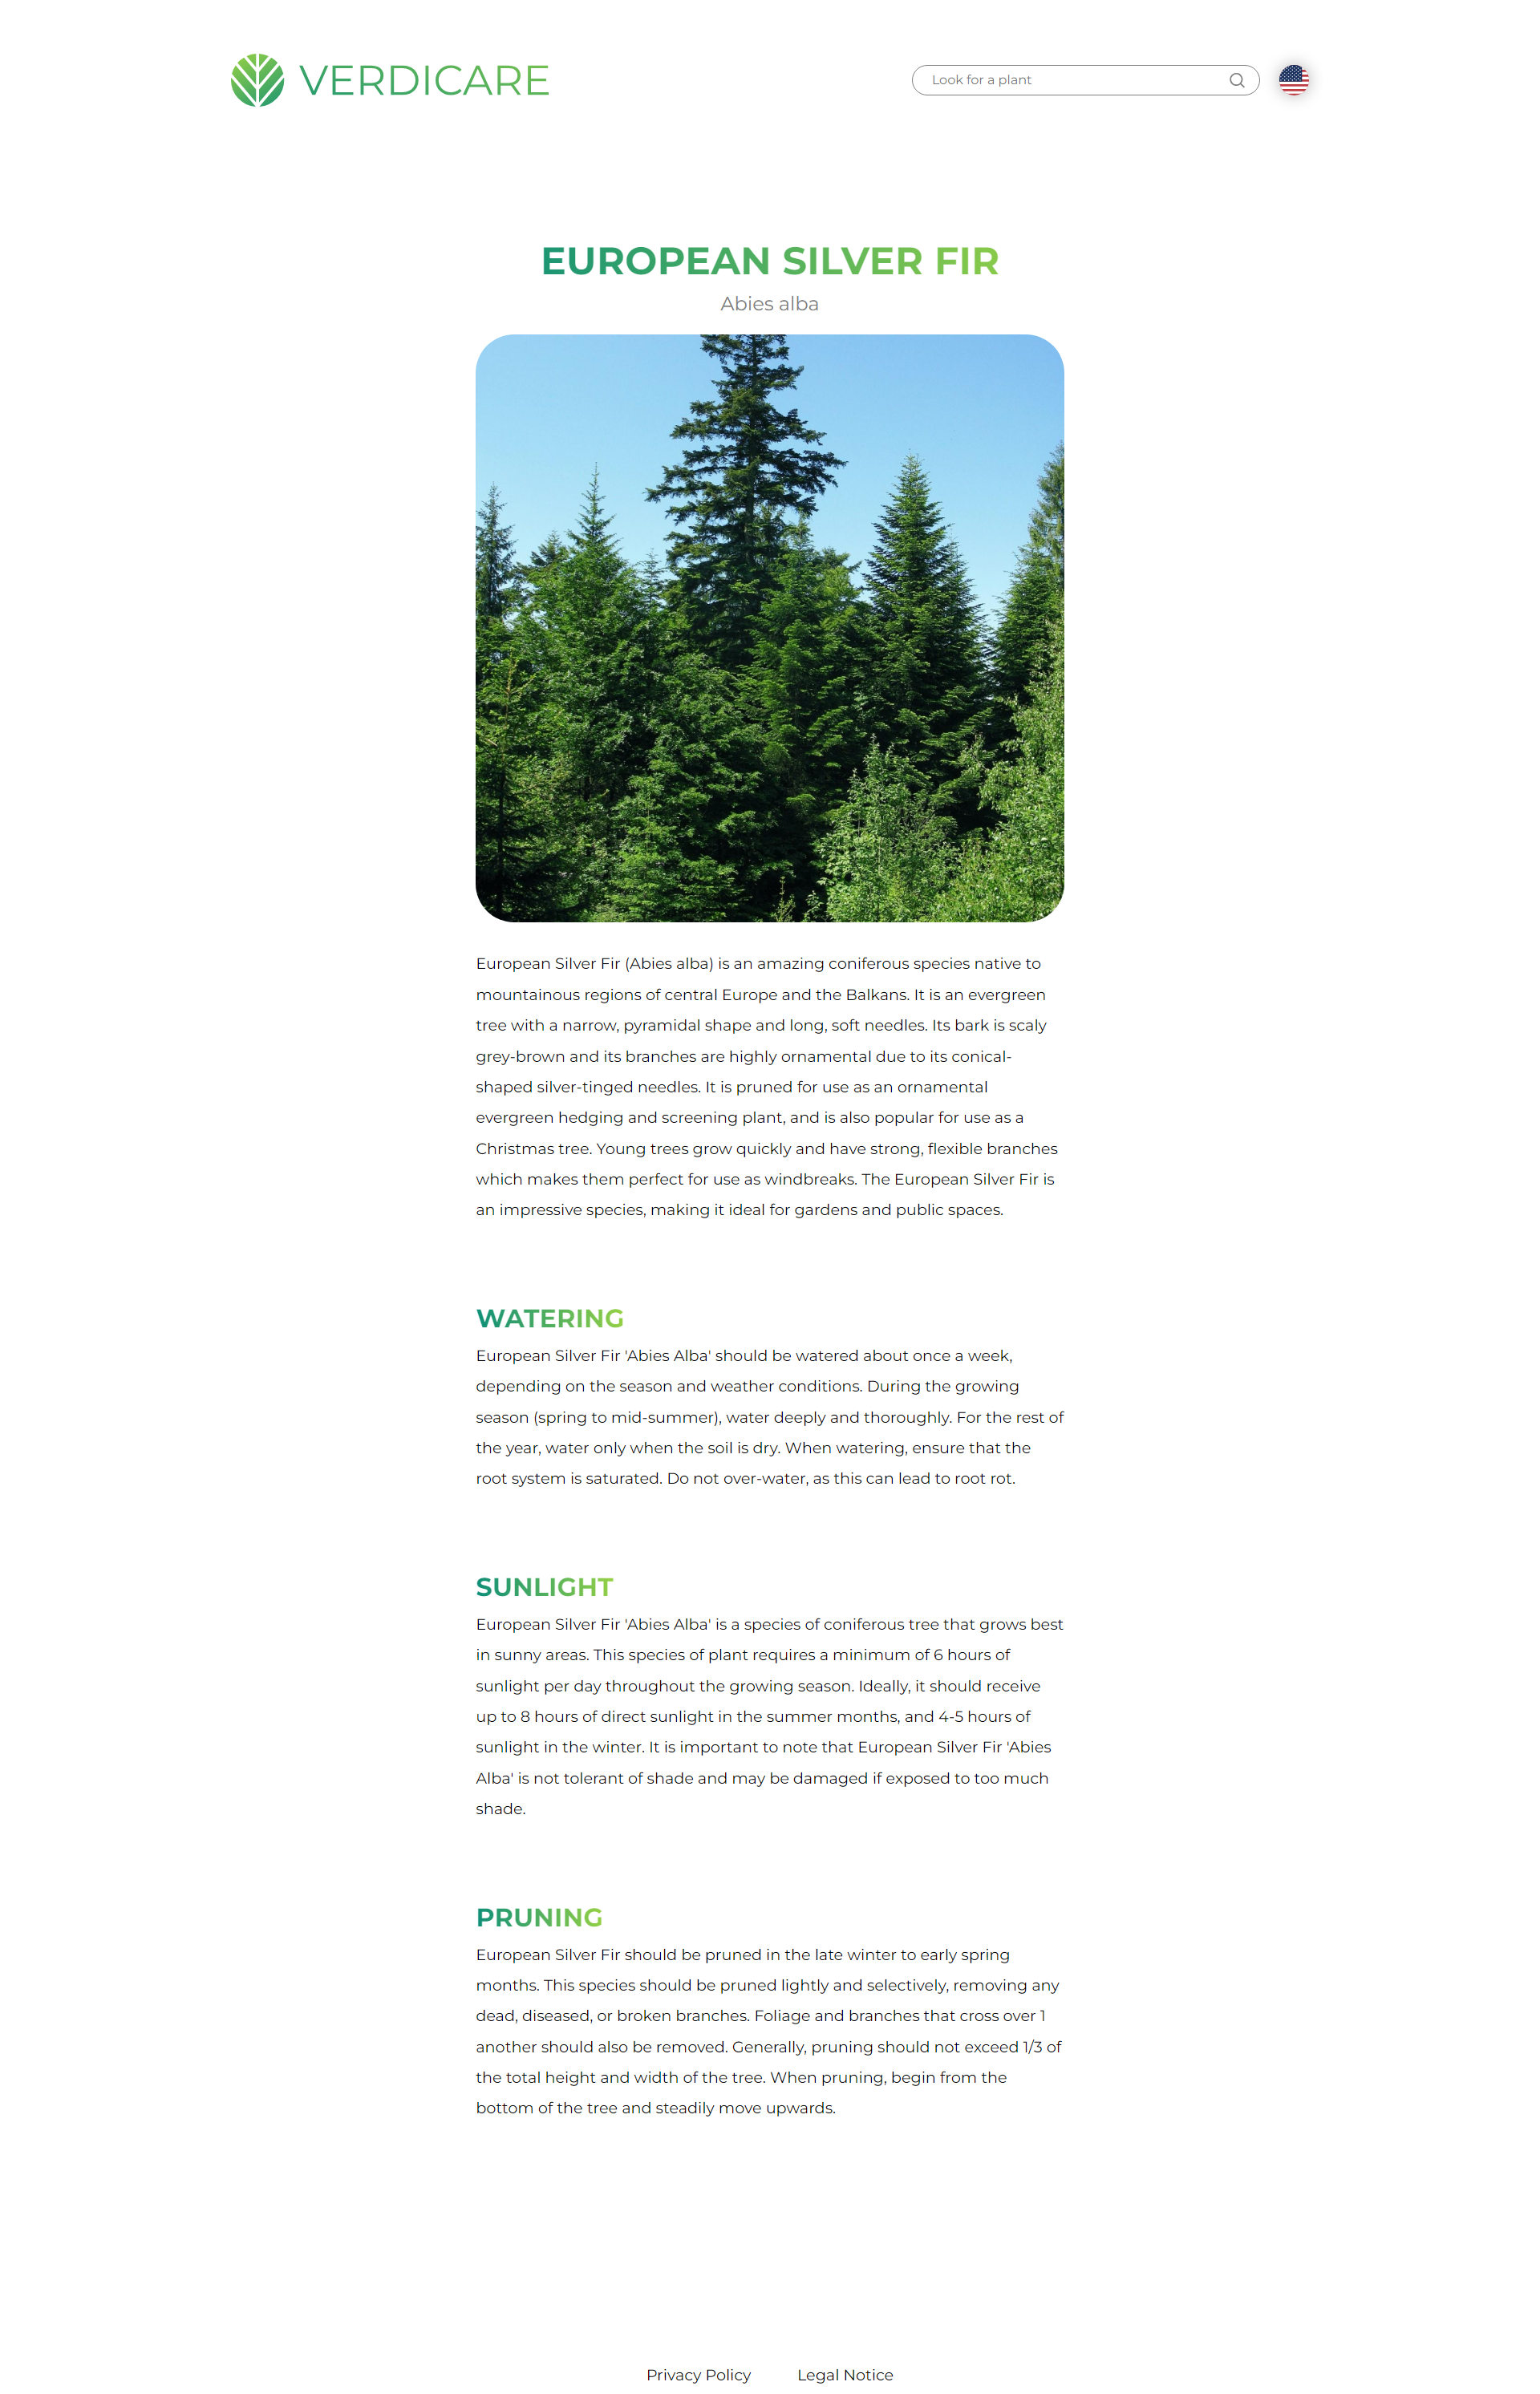 VERDICARE
Look for a plant
EUROPEAN SILVER FIR
Abies alba
European Silver Fir (Abies alba) is an amazing coniferous species native to
mountainous regions of central Europe and the Balkans. It is an evergreen
tree with a narrow, pyramidal shape and long, soft needles. Its bark is scaly
grey-brown and its branches are highly ornamental due to its conical-
shaped silver-tinged needles. It is pruned for use as an ornamental
evergreen hedging and screening plant, and is also popular for use as a
Christmas tree. Young trees grow quickly and have strong, flexible branches
which makes them perfect for use as windbreaks. The European Silver Fir is
an impressive species, making it ideal for gardens and public spaces.
WATERING
European Silver Fir 'Abies Alba' should be watered about once a week,
depending on the season and weather conditions. During the growing
season (spring to mid-summer), water deeply and thoroughly. For the rest of
the year, water only when the soil is dry. When watering, ensure that the
root system is saturated. Do not over-water, as this can lead to root rot.
SUNLIGHT
European Silver Fir 'Abies Alba' is a species of coniferous tree that grows best
in sunny areas. This species of plant requires a minimum of 6 hours of
sunlight per day throughout the growing season. Ideally, it should receive
up to 8 hours of direct sunlight in the summer months, and 4-5 hours of
sunlight in the winter. It is important to note that European Silver Fir 'Abies
Alba' is not tolerant of shade and may be damaged if exposed to too much
shade.
PRUNING
European Silver Fir should be pruned in the late winter to early spring
months. This species should be pruned lightly and selectively, removing any
dead, diseased, or broken branches. Foliage and branches that cross over 1
another should also be removed. Generally, pruning should not exceed 1/3 of
the total height and width of the tree. When pruning, begin from the
bottom of the tree and steadily move upwards.
Privacy Policy
Legal Notice